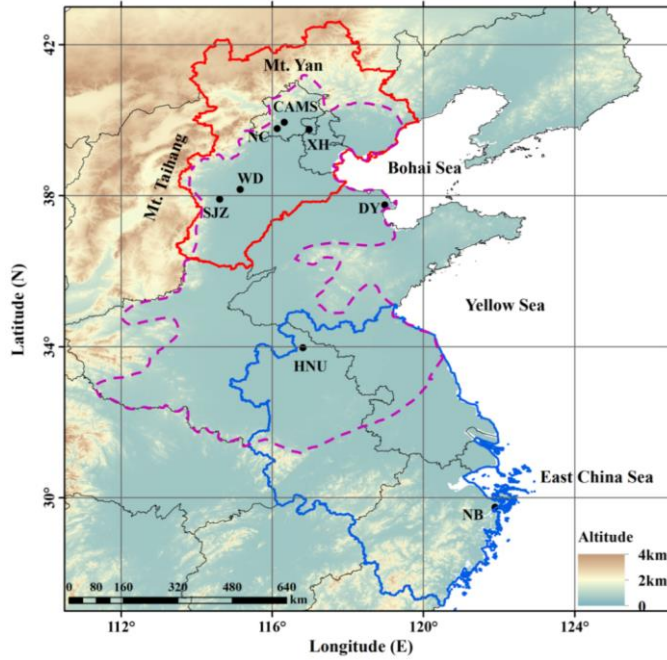 42°
Mt. Yan
CAMS
NC
XH
Mt. Taihang
Bohai Sea
38°
WD
SJZ
DY
Latitude (N)
Yellow Sea
34°
HNU
East China Sea
30°
NB
Altitude
4km
2km
0
0 80 160 320 480 640
km
112° 116° 120° 124°
Longitude (E)